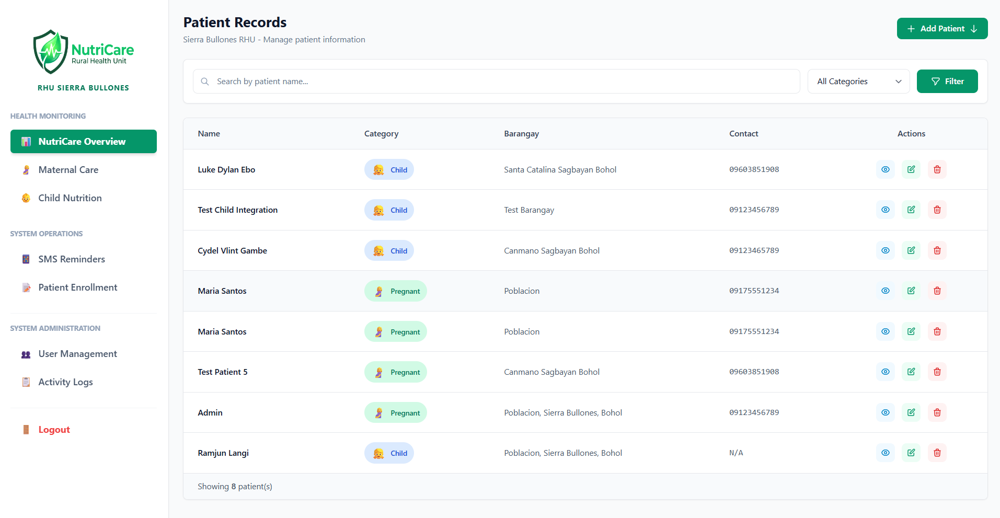 NutriCare
Rural Health Unit
RHU SIERRA BULLONES
HEALTH MONITORING
NutriCare Overview
Maternal Care
Child Nutrition
SYSTEM OPERATIONS
SMS Reminders
Patient Enrollment
SYSTEM ADMINISTRATION
User Management
Activity Logs
Logout
Patient Records
Sierra Bullones RHU - Manage patient information
Add Patient
Search by patient name...
All Categories
Filter
Name Category Barangay Contact Actions
Luke Dylan Ebo Child Santa Catalina Sagbayan Bohol 09603851908
Test Child Integration Child Test Barangay 09123456789
Cydel Vlint Gambe Child Canmano Sagbayan Bohol 09123465789
Maria Santos Pregnant Poblacion 09175551234
Maria Santos Pregnant Poblacion 09175551234
Test Patient 5 Pregnant Canmano Sagbayan Bohol 09603851908
Admin Pregnant Poblacion, Sierra Bullones, Bohol 09123456789
Ramjun Langi Child Poblacion, Sierra Bullones, Bohol N/A
Showing 8 patient(s)